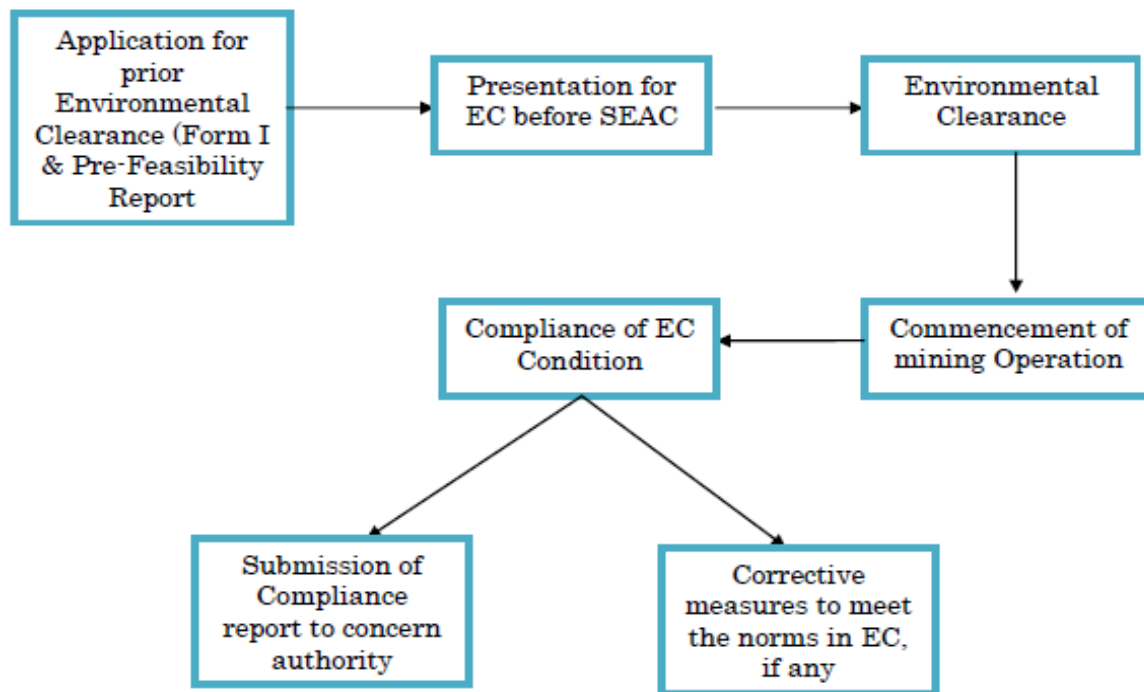 Application for
prior
Environmental
Clearance (Form I
& Pre-Feasibility
Report
Presentation for
EC before SEAC
Environmental
Clearance
Compliance of EC
Condition
Commencement of
mining Operation
Submission of
Compliance
report to concern
authority
Corrective
measures to meet
the norms in EC,
if any